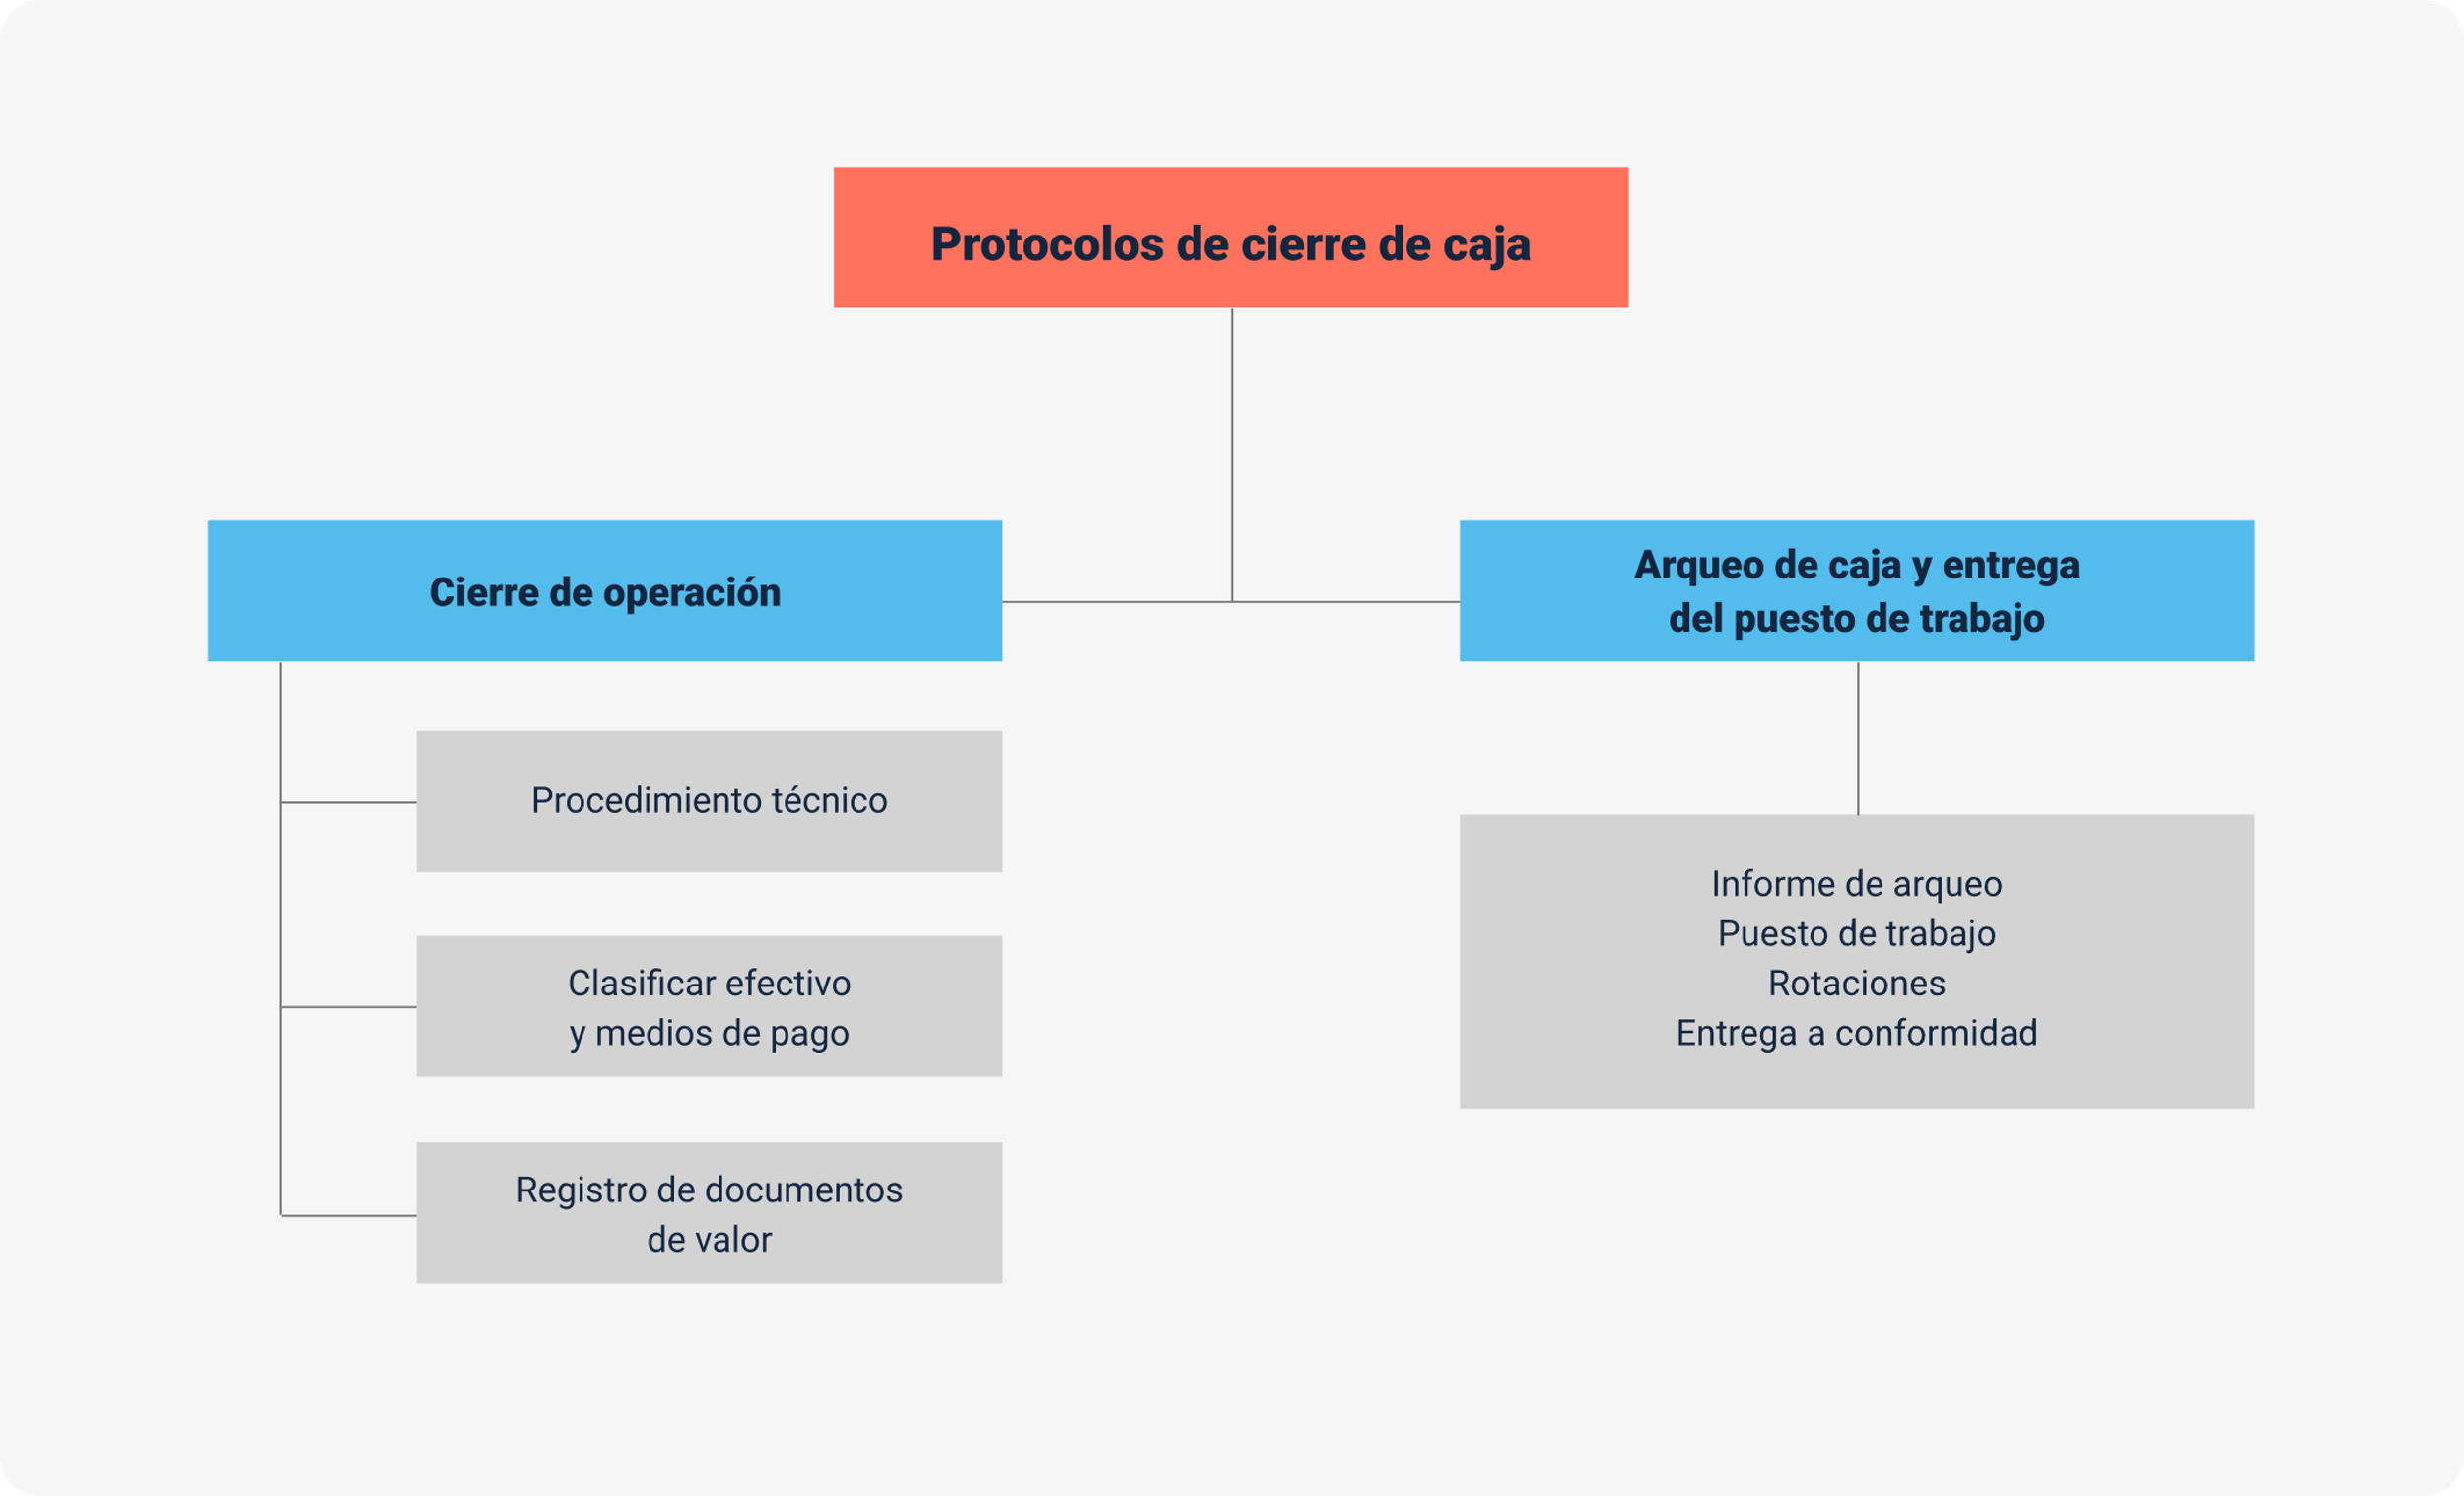 Protocolos de cierre de caja
Cierre de operación
Arqueo de caja y entrega
del puesto de trabajo
Procedimiento técnico
Clasificar efectivo
y medios de pago
Registro de documentos
de valor
Informe de arqueo
Puesto de trabajo
Rotaciones
Entrega a conformidad